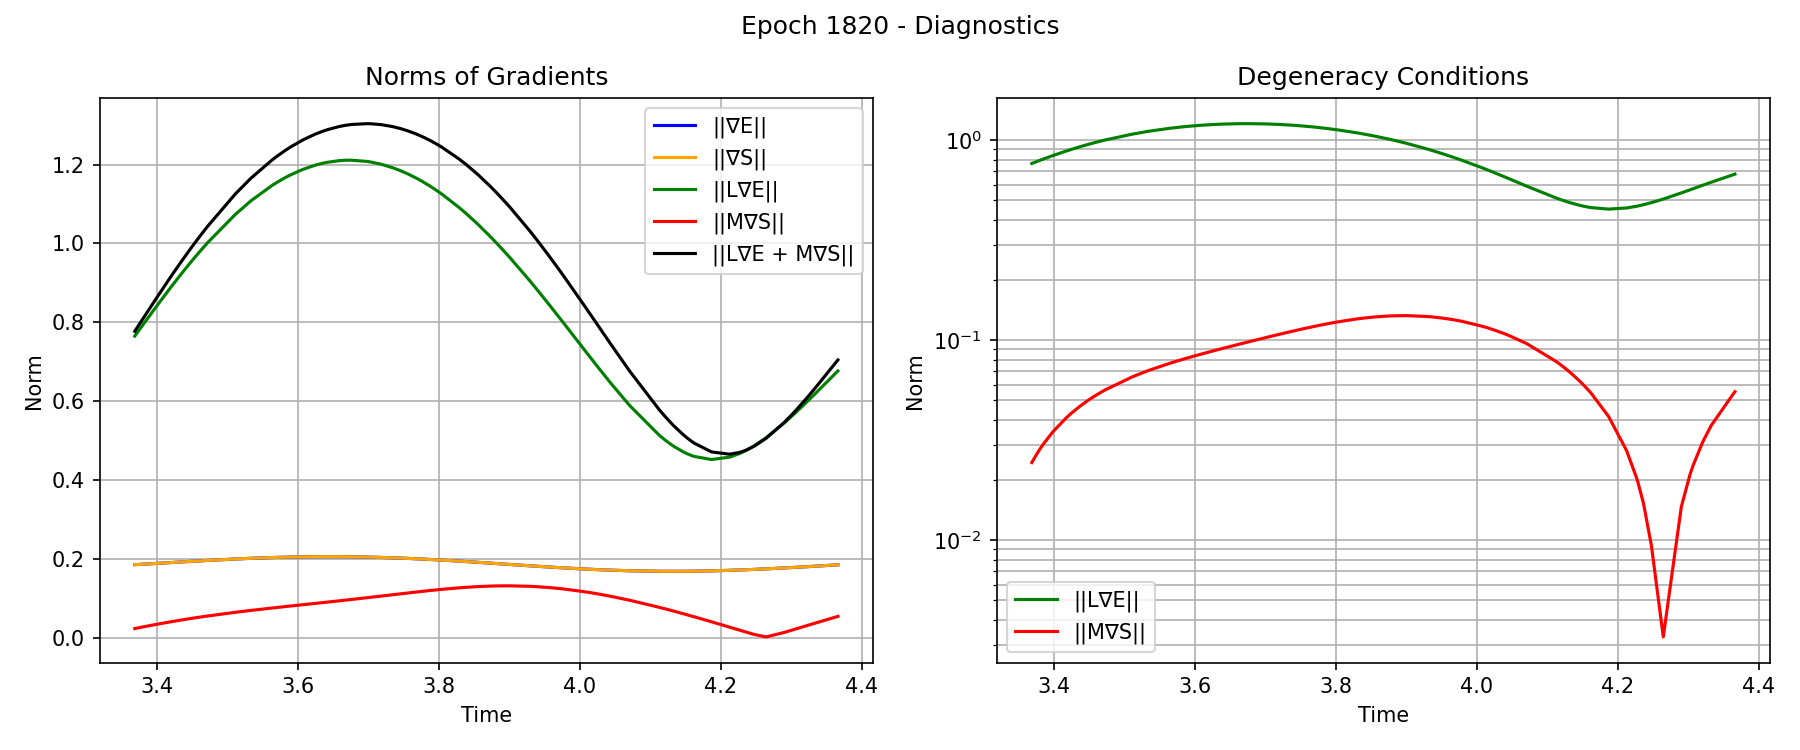 Epoch 1820 - Diagnostics
Norms of Gradients
Norm
1.2
1.0
0.8
0.6
0.4
0.2
0.0
3.4 3.6 3.8 4.0 4.2 4.4
Time
||∇E||
||∇S||
||L∇E||
||M∇S||
||L∇E + M∇S||
Degeneracy Conditions
Norm
10⁰
10⁻¹
10⁻²
3.4 3.6 3.8 4.0 4.2 4.4
Time
||L∇E||
||M∇S||